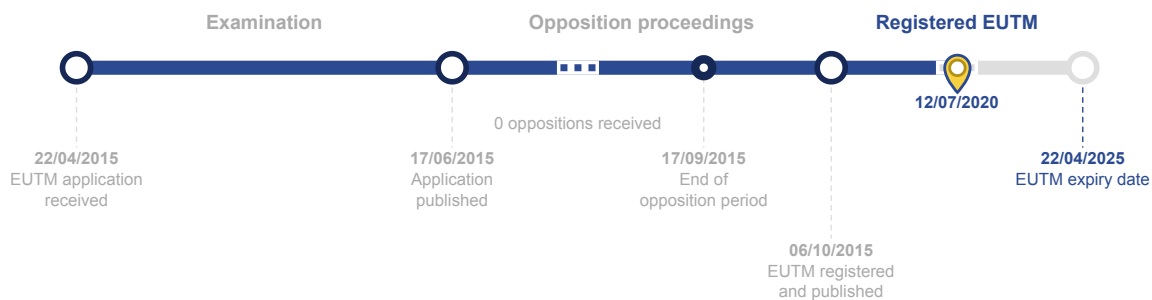 Examination
Opposition proceedings
Registered EUTM
12/07/2020
0 oppositions received
22/04/2015
EUTM application
received
17/06/2015
Application
published
17/09/2015
End of
opposition period
22/04/2025
EUTM expiry date
06/10/2015
EUTM registered
and published